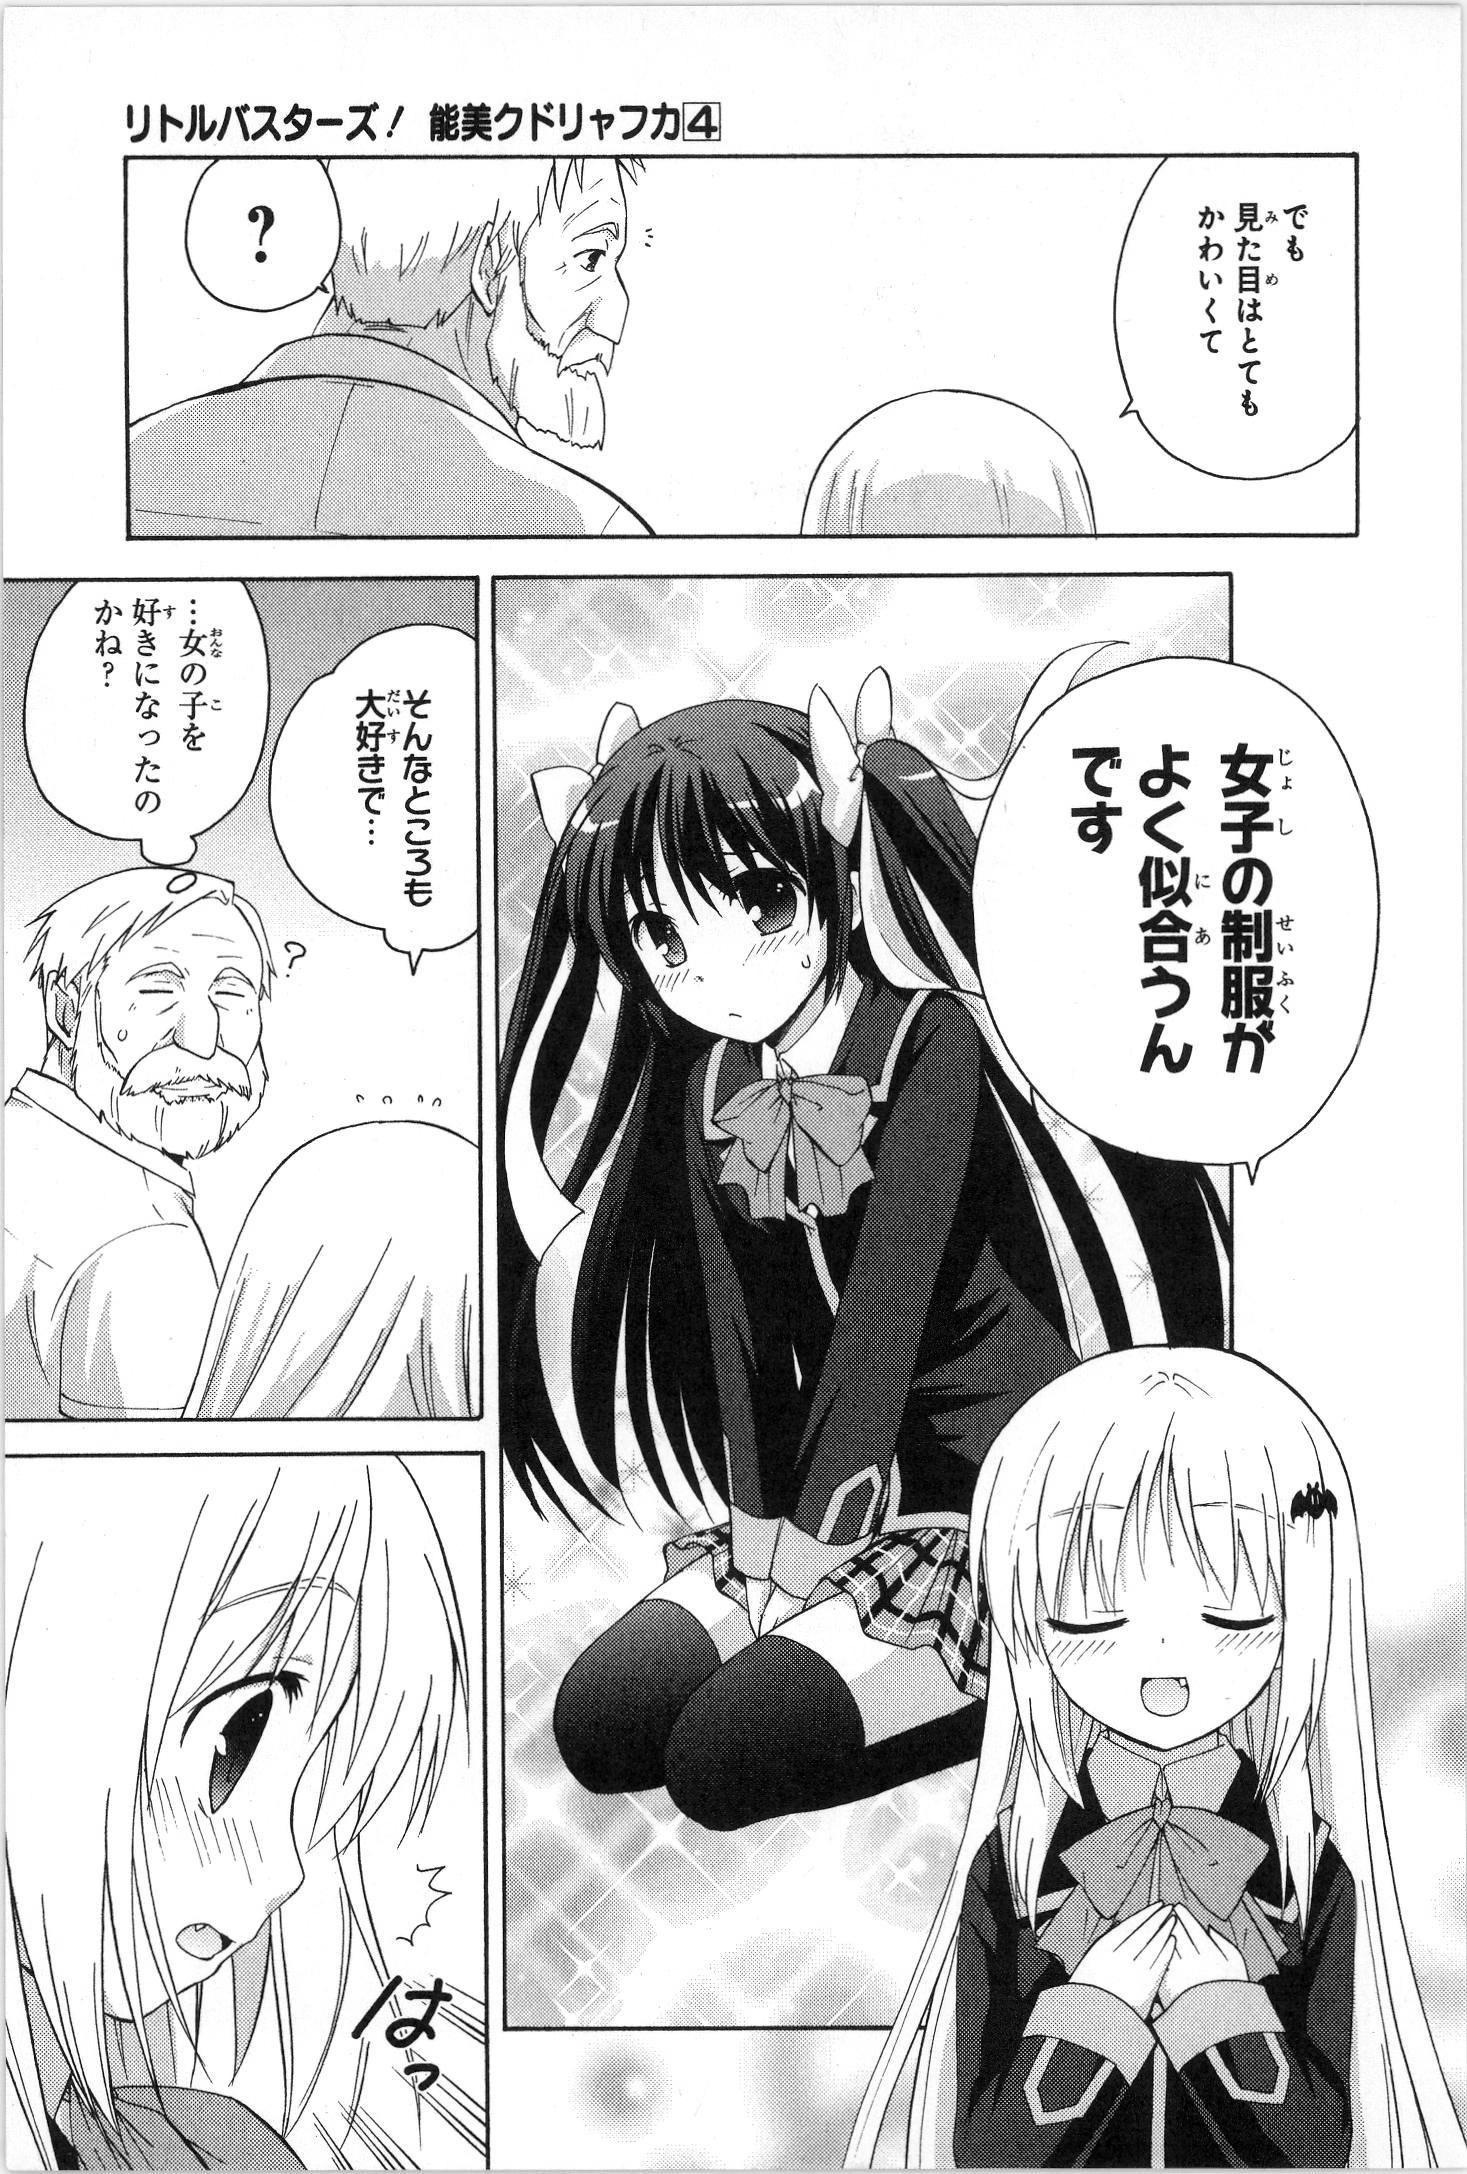 リトルバスターズ! 能美クドリャフカ4
でも
見た目はとても
かわいくて
?
女子の制服が
よく似合うん
です
そんなところも
大好きで…
…女の子を
好きになったの
かね?
?
はっ